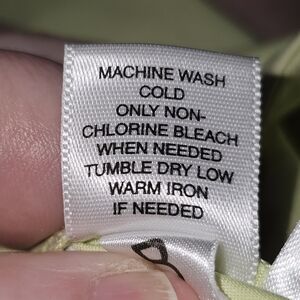 MACHINE WASH
COLD
ONLY NON-
CHLORINE BLEACH
WHEN NEEDED
TUMBLE DRY LOW
WARM IRON
IF NEEDED